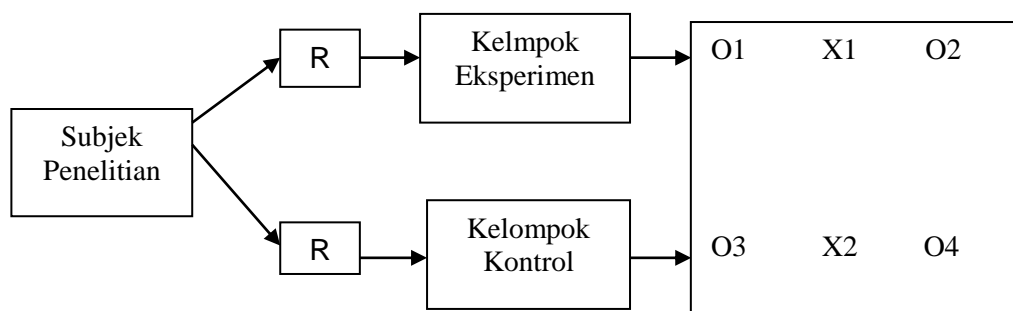 Subjek
Penelitian
R
Kelmpok
Eksperimen
O1 X1 O2
R
Kelompok
Kontrol
O3 X2 O4